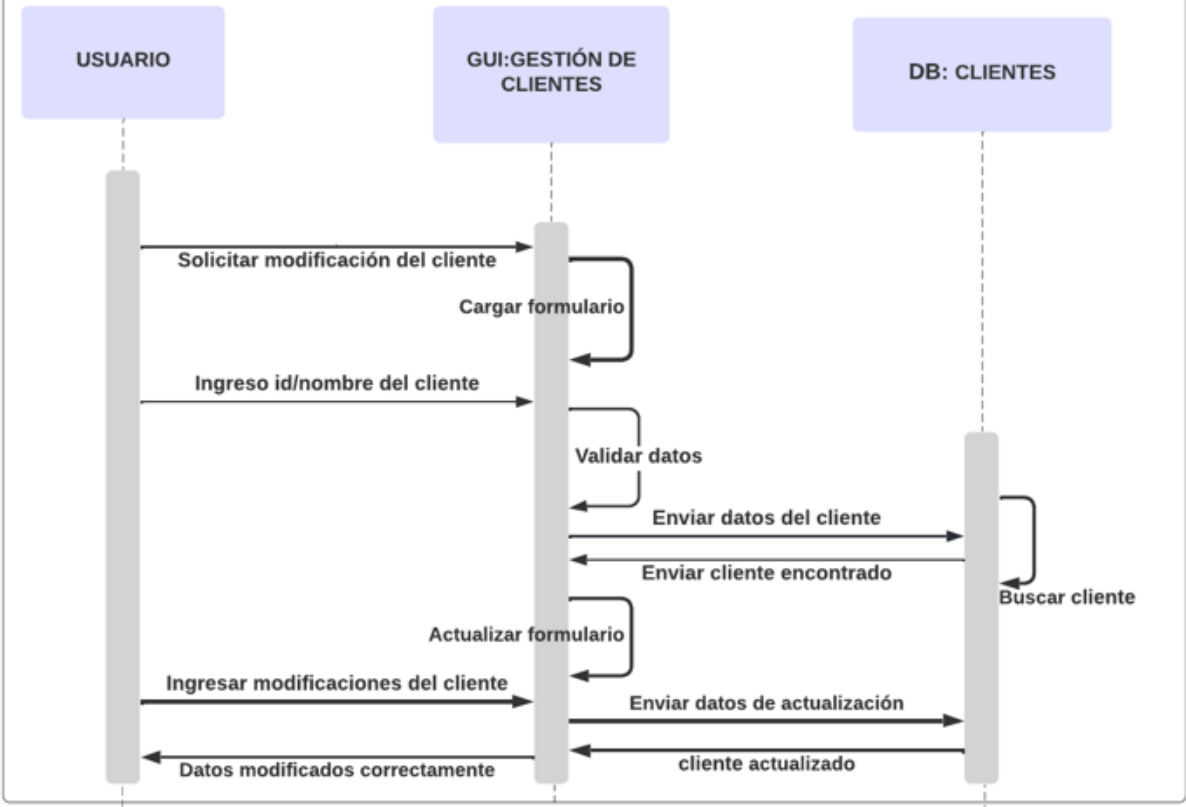 USUARIO
GUI:GESTIÓN DE
CLIENTES
DB: CLIENTES
Solicitar modificación del cliente
Cargar formulario
Ingreso id/nombre del cliente
Validar datos
Enviar datos del cliente
Enviar cliente encontrado
Buscar cliente
Actualizar formulario
Ingresar modificaciones del cliente
Enviar datos de actualización
cliente actualizado
Datos modificados correctamente